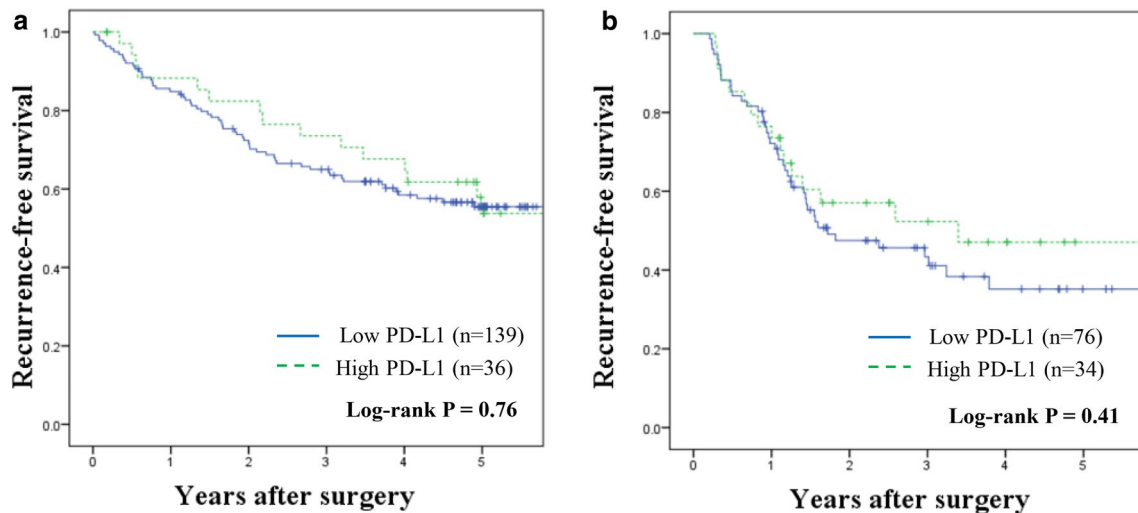 a
Recurrence-free survival
1.0
0.8
0.6
0.4
0.2
0.0
Low PD-L1 (n=139)
High PD-L1 (n=36)
Log-rank P = 0.76
0 1 2 3 4 5
Years after surgery
b
Recurrence-free survival
1.0
0.8
0.6
0.4
0.2
0.0
Low PD-L1 (n=76)
High PD-L1 (n=34)
Log-rank P = 0.41
0 1 2 3 4 5
Years after surgery